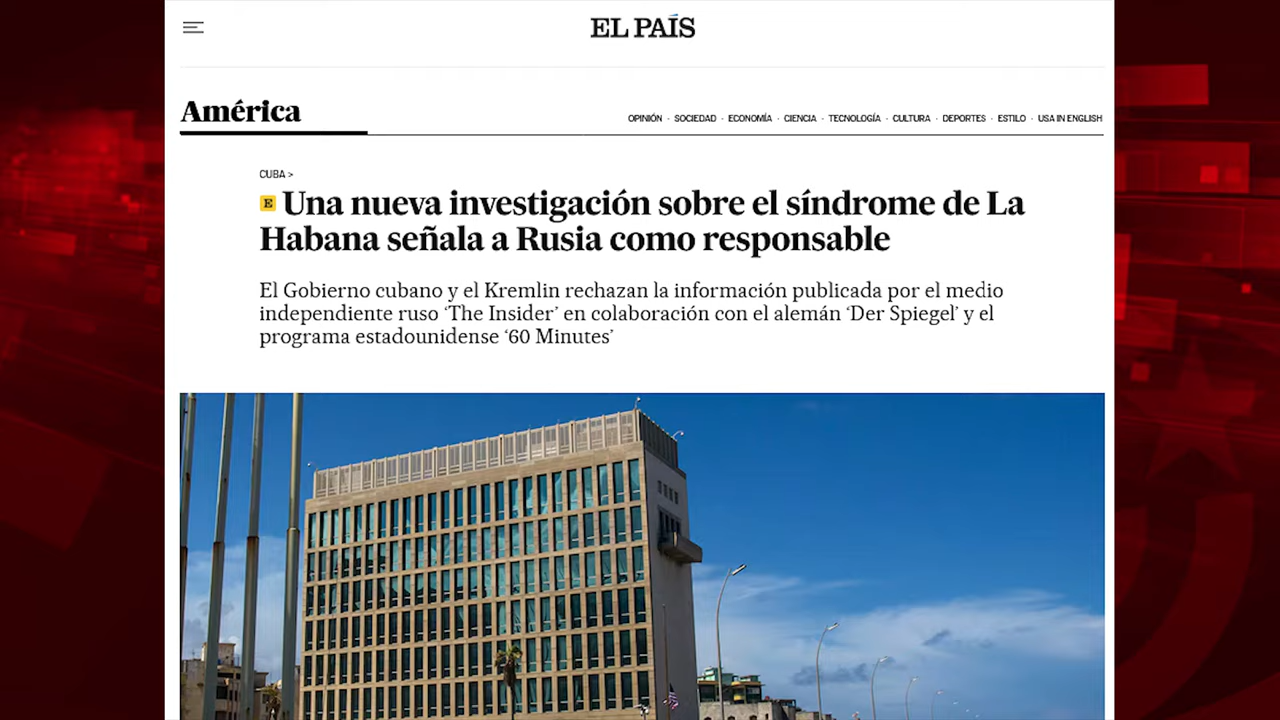 EL PAÍS
América
OPINIÓN · SOCIEDAD · ECONOMÍA · CIENCIA · TECNOLOGÍA · CULTURA · DEPORTES · ESTILO · USA IN ENGLISH
CUBA >
E Una nueva investigación sobre el síndrome de La
Habana señala a Rusia como responsable
El Gobierno cubano y el Kremlin rechazan la información publicada por el medio
independiente ruso ‘The Insider’ en colaboración con el alemán ‘Der Spiegel’ y el
programa estadounidense ‘60 Minutes’